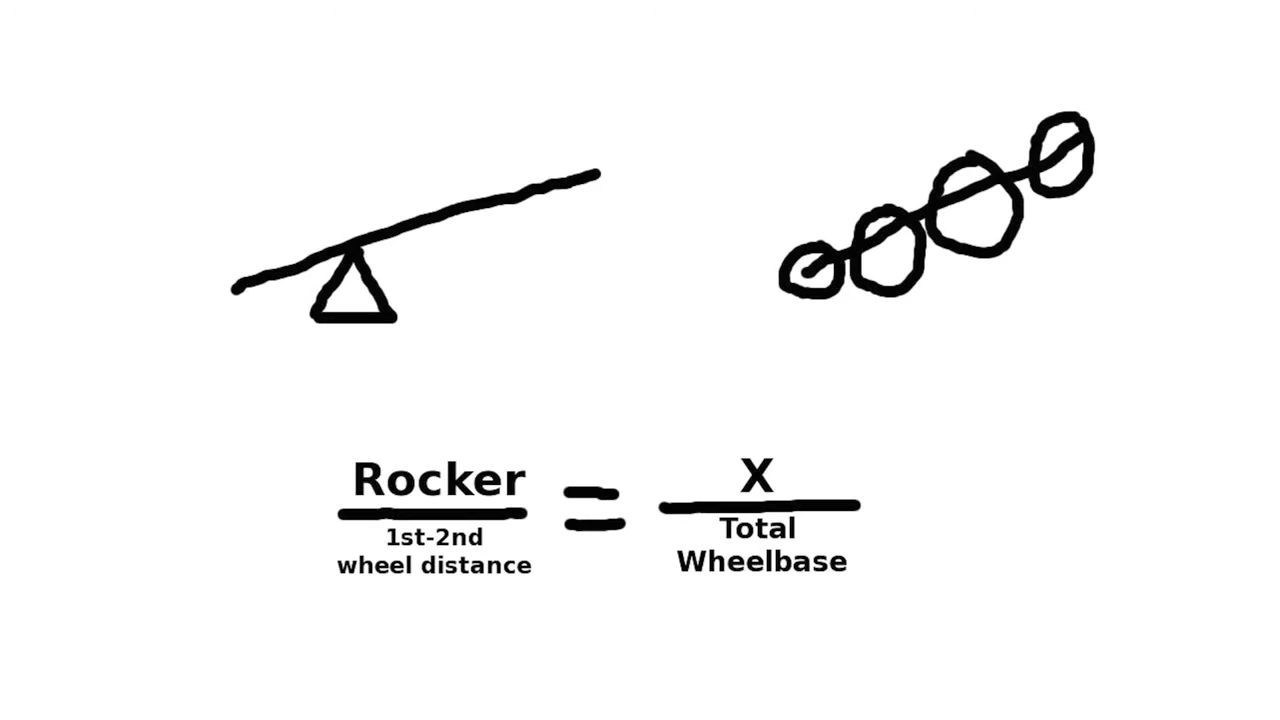 Rocker
1st-2nd
wheel distance
=
X
Total
Wheelbase